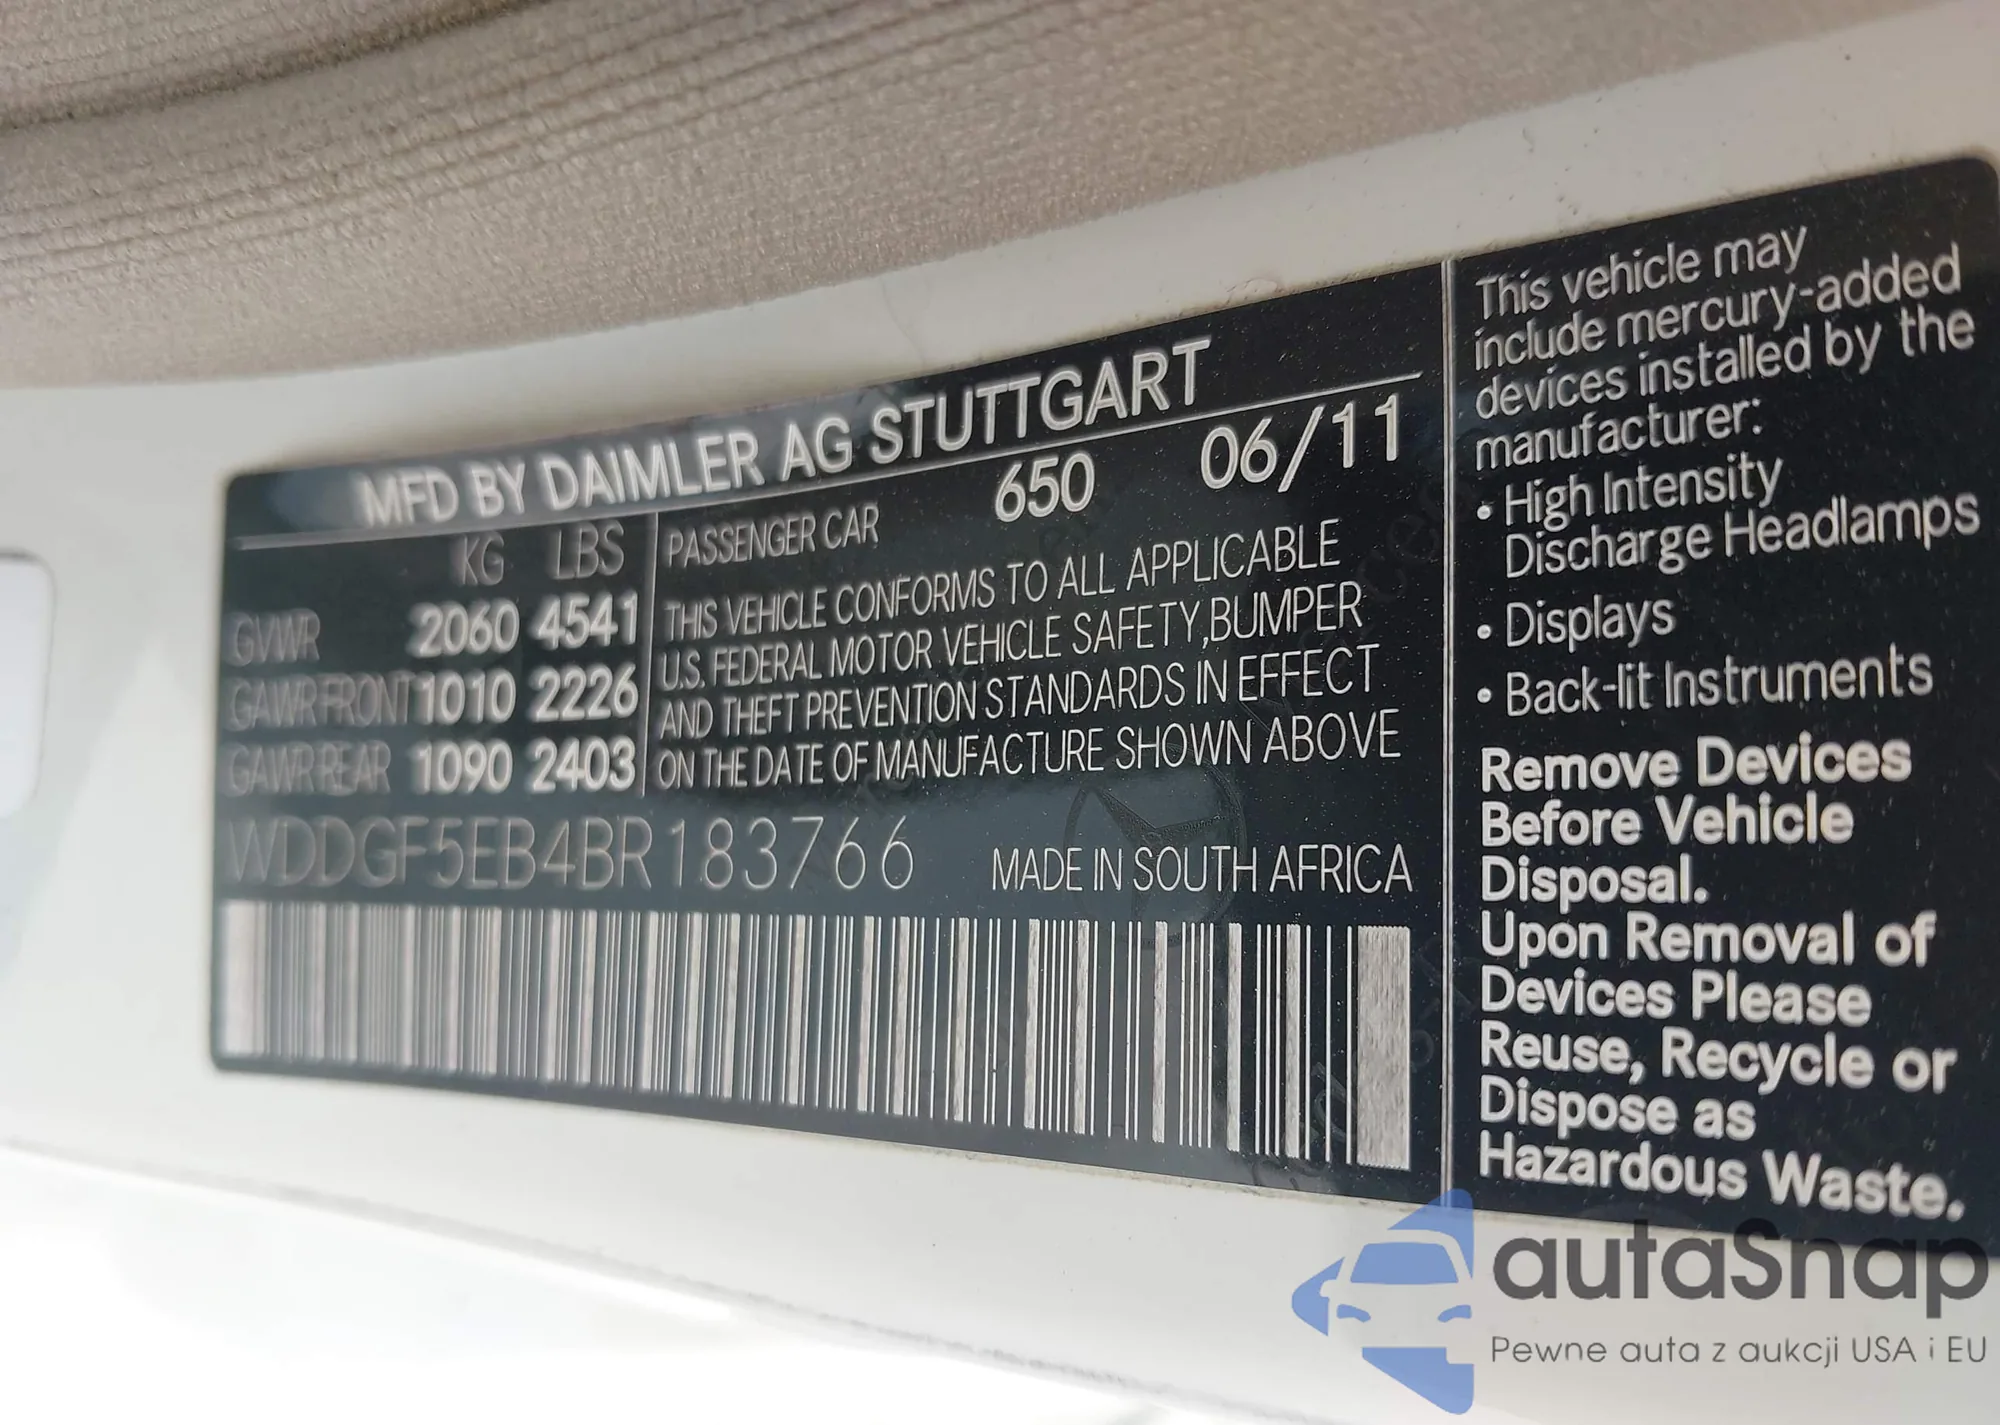 MFD BY DAIMLER AG STUTTGART
KG LBS
GVWR 2060 4541
GAWR FRONT 1010 2226
GAWR REAR 1090 2403
PASSENGER CAR 650 06/11
THIS VEHICLE CONFORMS TO ALL APPLICABLE
U.S. FEDERAL MOTOR VEHICLE SAFETY,BUMPER
AND THEFT PREVENTION STANDARDS IN EFFECT
ON THE DATE OF MANUFACTURE SHOWN ABOVE
WDDGF5EB4BR183766 MADE IN SOUTH AFRICA
This vehicle may
include mercury-added
devices installed by the
manufacturer:
• High Intensity
Discharge Headlamps
• Displays
• Back-lit Instruments
Remove Devices
Before Vehicle
Disposal.
Upon Removal of
Devices Please
Reuse, Recycle or
Dispose as
Hazardous Waste.
autaSnap
Pewne auta z aukcji USA i EU